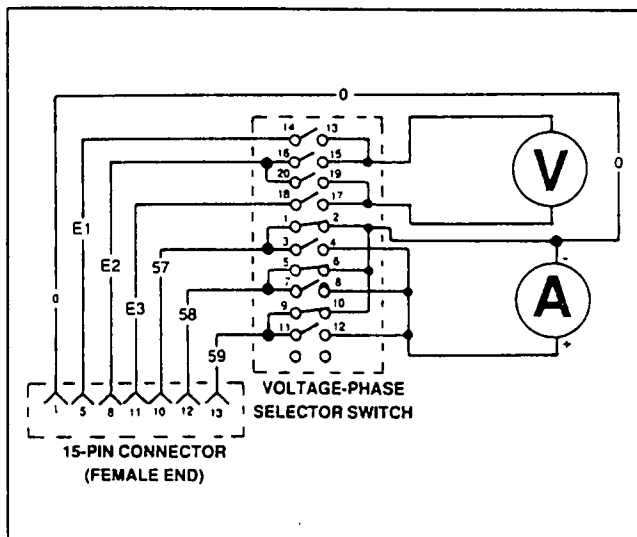 0
14 13
16 15
20 19
18 17
1 2
3 4
5 6
7 8
9 10
11 12
V
0
A
-
+
E1
E2
E3
57
58
59
0
1 5 8 11 10 12 13
15-PIN CONNECTOR
(FEMALE END)
VOLTAGE-PHASE
SELECTOR SWITCH